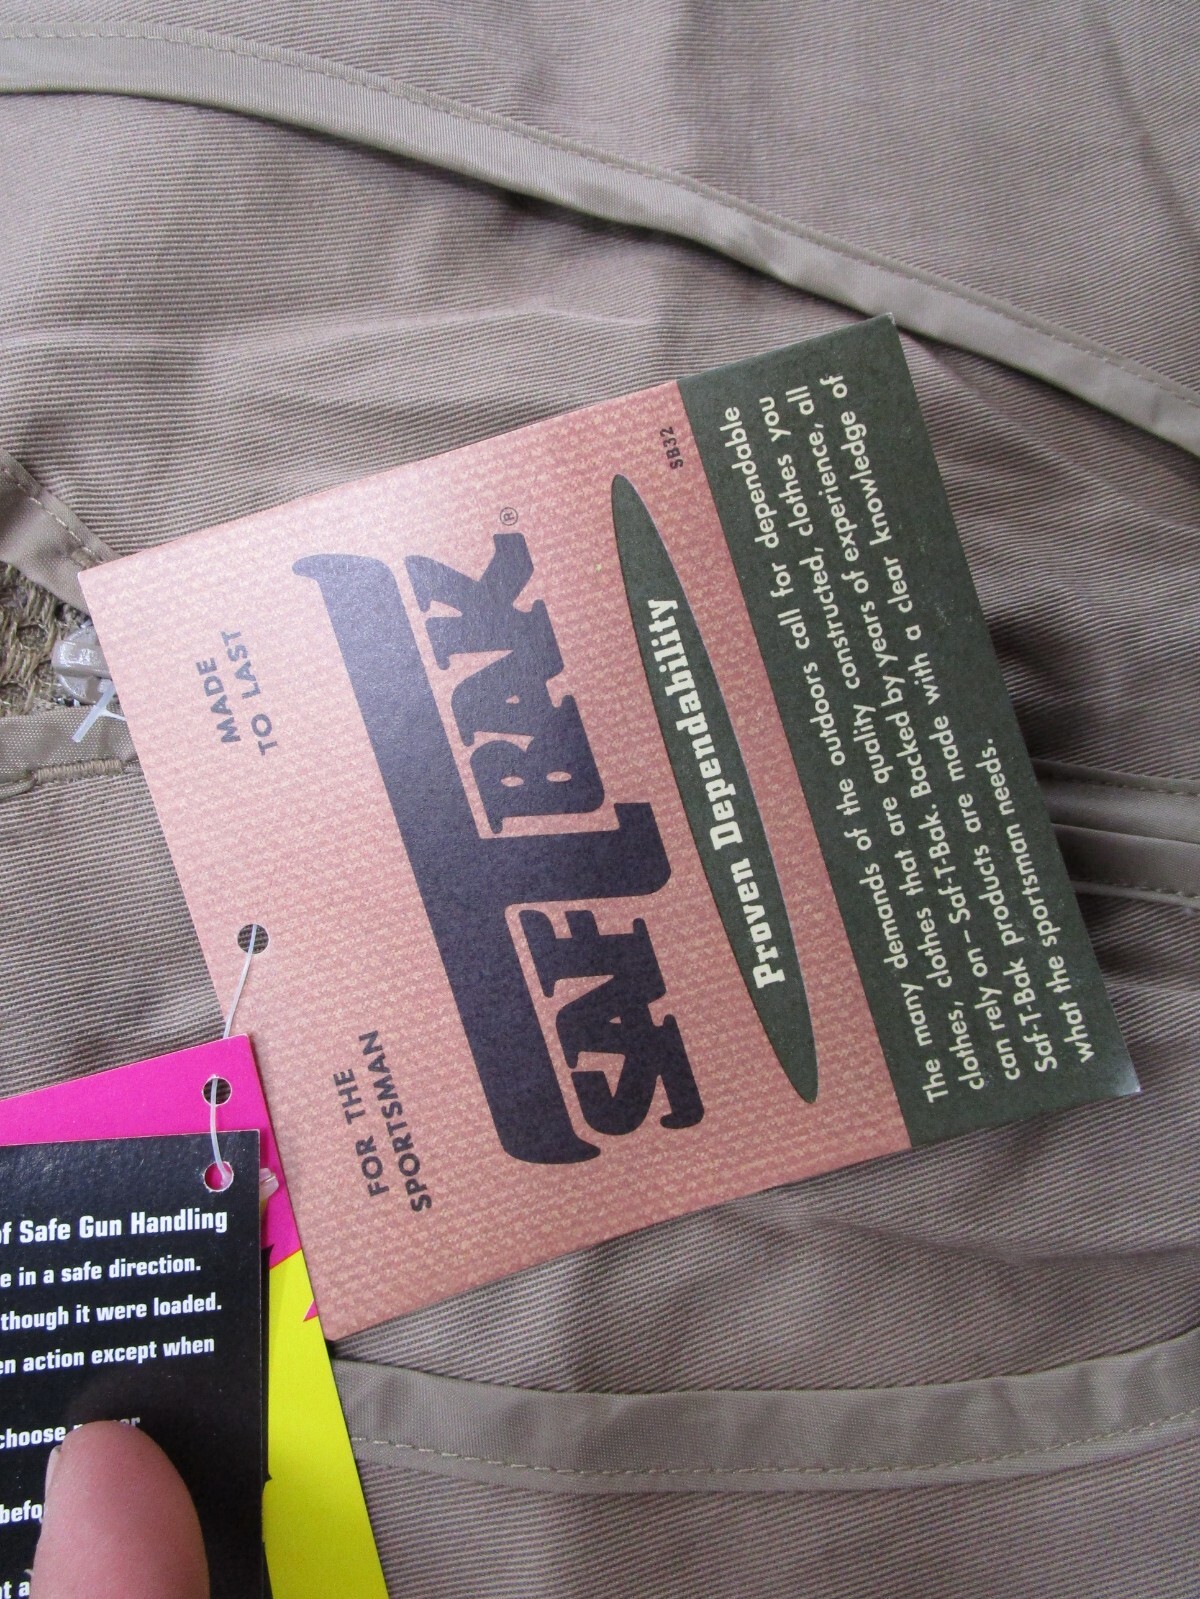 FOR THE
SPORTSMAN
MADE
TO LAST
SAF T BAK®
Proven Dependability
SB32
The many demands of the outdoors call for dependable
clothes, clothes that are quality constructed, clothes you
can rely on – Saf-T-Bak. Backed by years of experience, all
Saf-T-Bak products are made with a clear knowledge of
what the sportsman needs.
of Safe Gun Handling
e in a safe direction.
though it were loaded.
en action except when
choose
befo